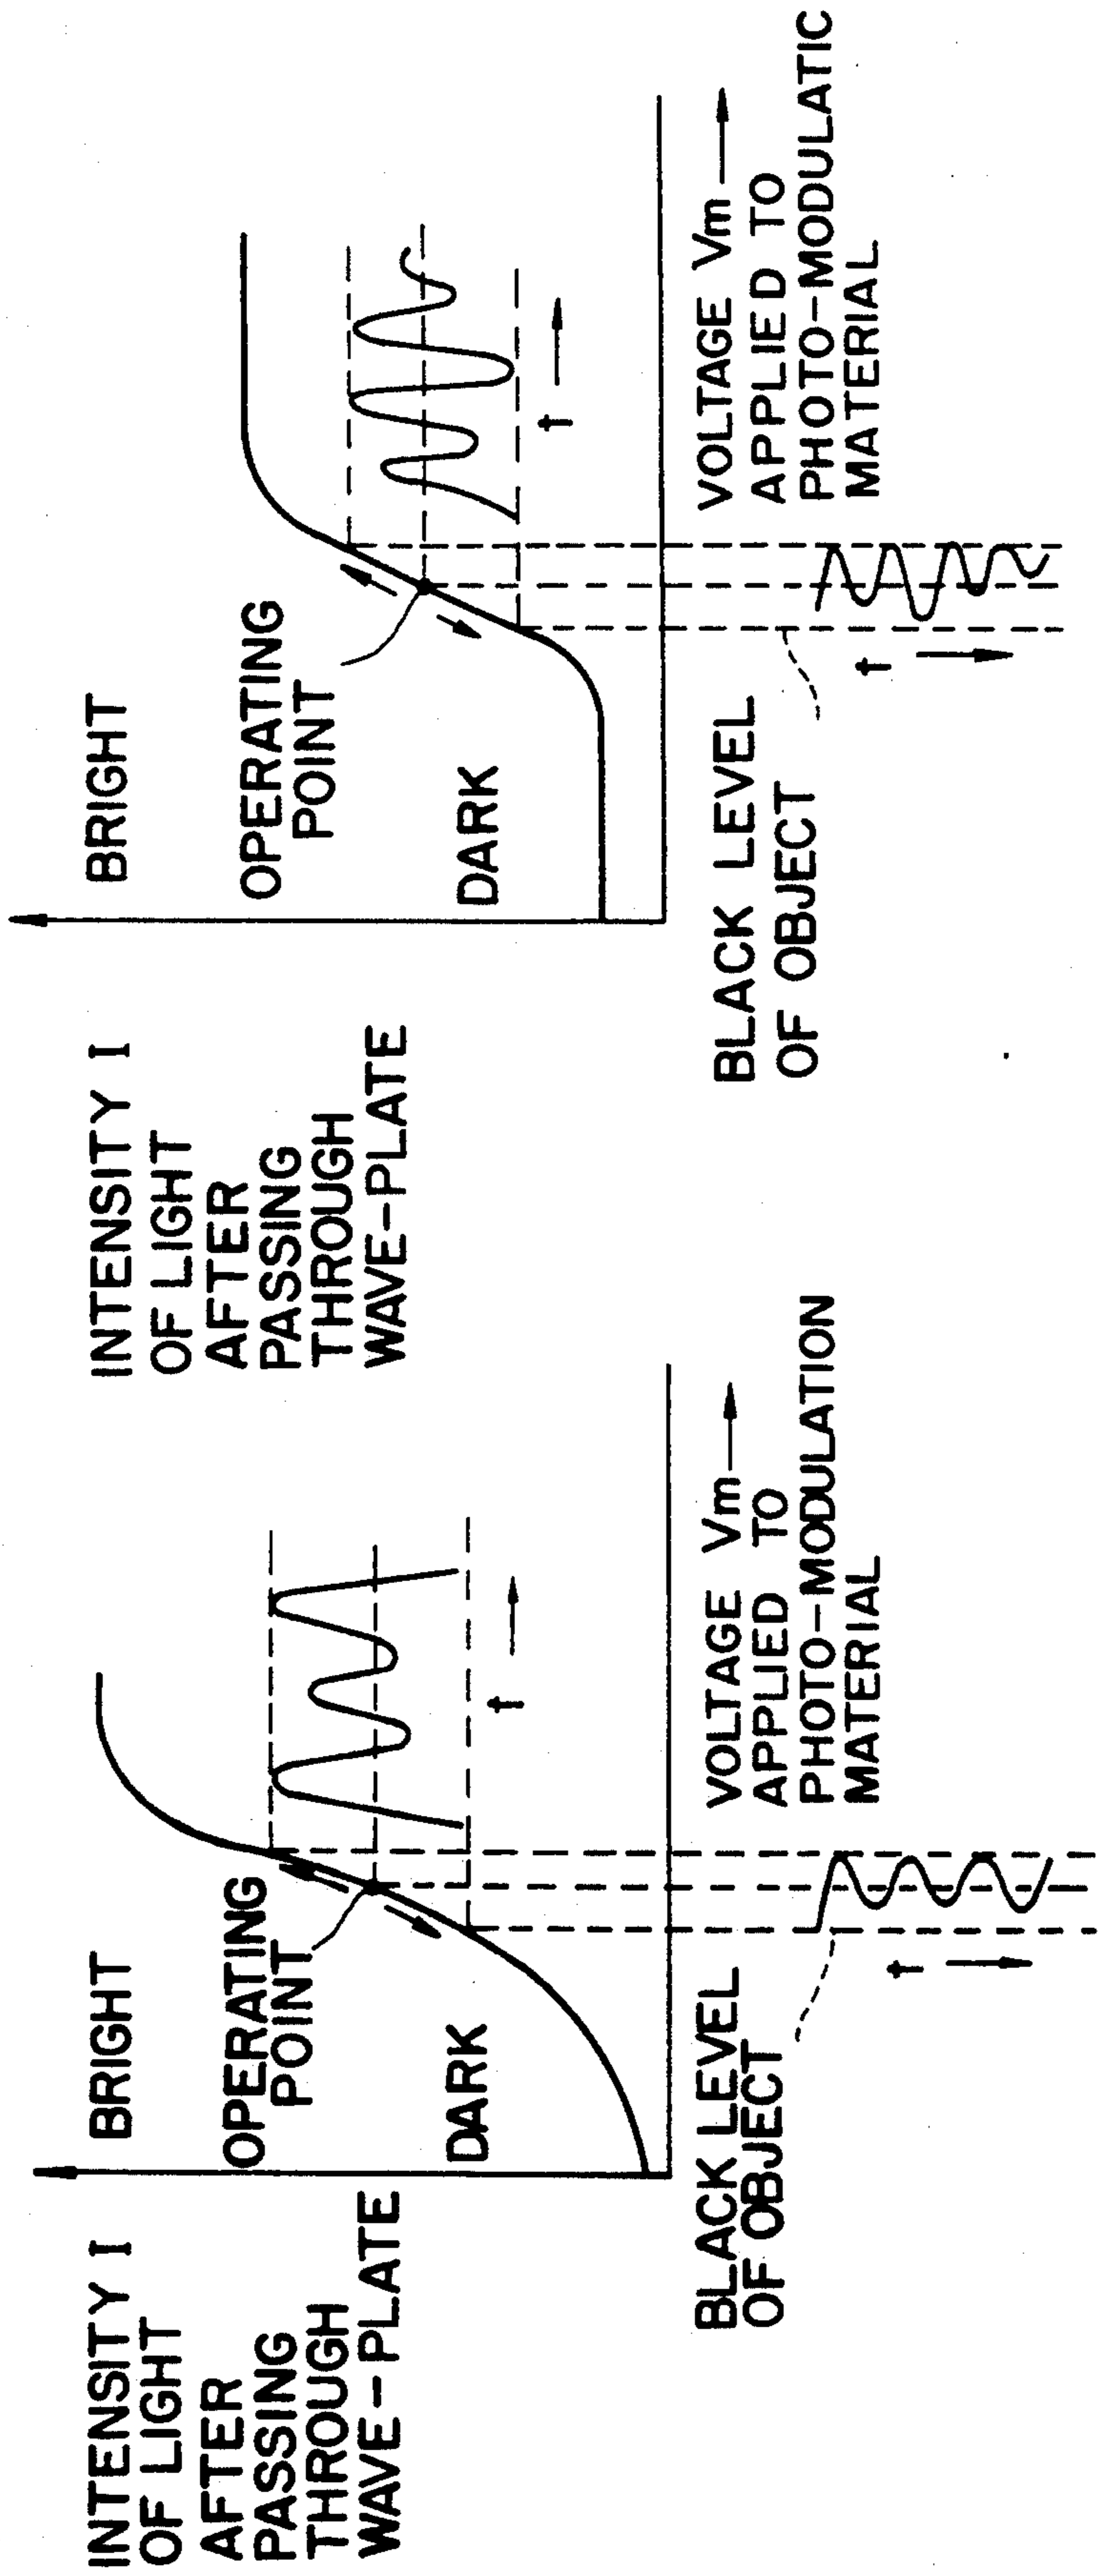 INTENSITY I
OF LIGHT
AFTER
PASSING
THROUGH
WAVE-PLATE
BRIGHT
OPERATING
POINT
DARK
t
VOLTAGE Vm
APPLIED TO
PHOTO-MODULATION
MATERIAL
BLACK LEVEL
OF OBJECT
t
INTENSITY I
OF LIGHT
AFTER
PASSING
THROUGH
WAVE-PLATE
BRIGHT
OPERATING
POINT
DARK
t
VOLTAGE Vm
APPLIED TO
PHOTO-MODULATIC
MATERIAL
BLACK LEVEL
OF OBJECT
t